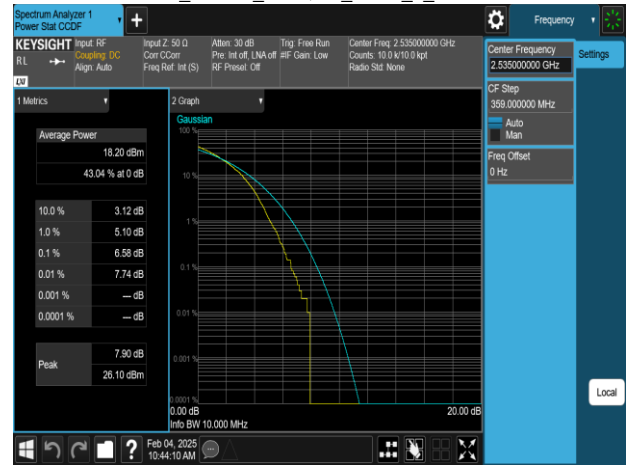 Spectrum Analyzer 1
Power Stat CCDF
Frequency
KEYSIGHT
RL
LXI
Input: RF
Coupling: DC
Align: Auto
Input Z: 50 Ω
Corr CCorr
Freq Ref: Int (S)
Atten: 30 dB
Pre: Int off, LNA off
RF Presel: Off
Trig: Free Run
#IF Gain: Low
Center Freq: 2.535000000 GHz
Counts: 10.0 k/10.0 kpt
Radio Std: None
Center Frequency
2.535000000 GHz
Settings
CF Step
359.000000 MHz
Auto
Man
Freq Offset
0 Hz
1 Metrics
Average Power
18.20 dBm
43.04 % at 0 dB
10.0 % 3.12 dB
1.0 % 5.10 dB
0.1 % 6.58 dB
0.01 % 7.74 dB
0.001 % --- dB
0.0001 % --- dB
Peak
7.90 dB
26.10 dBm
2 Graph
Gaussian
100 %
10 %
1 %
0.1 %
0.01 %
0.001 %
0.0001 %
0.00 dB 20.00 dB
Info BW 10.000 MHz
Local
?
Feb 04, 2025
10:44:10 AM